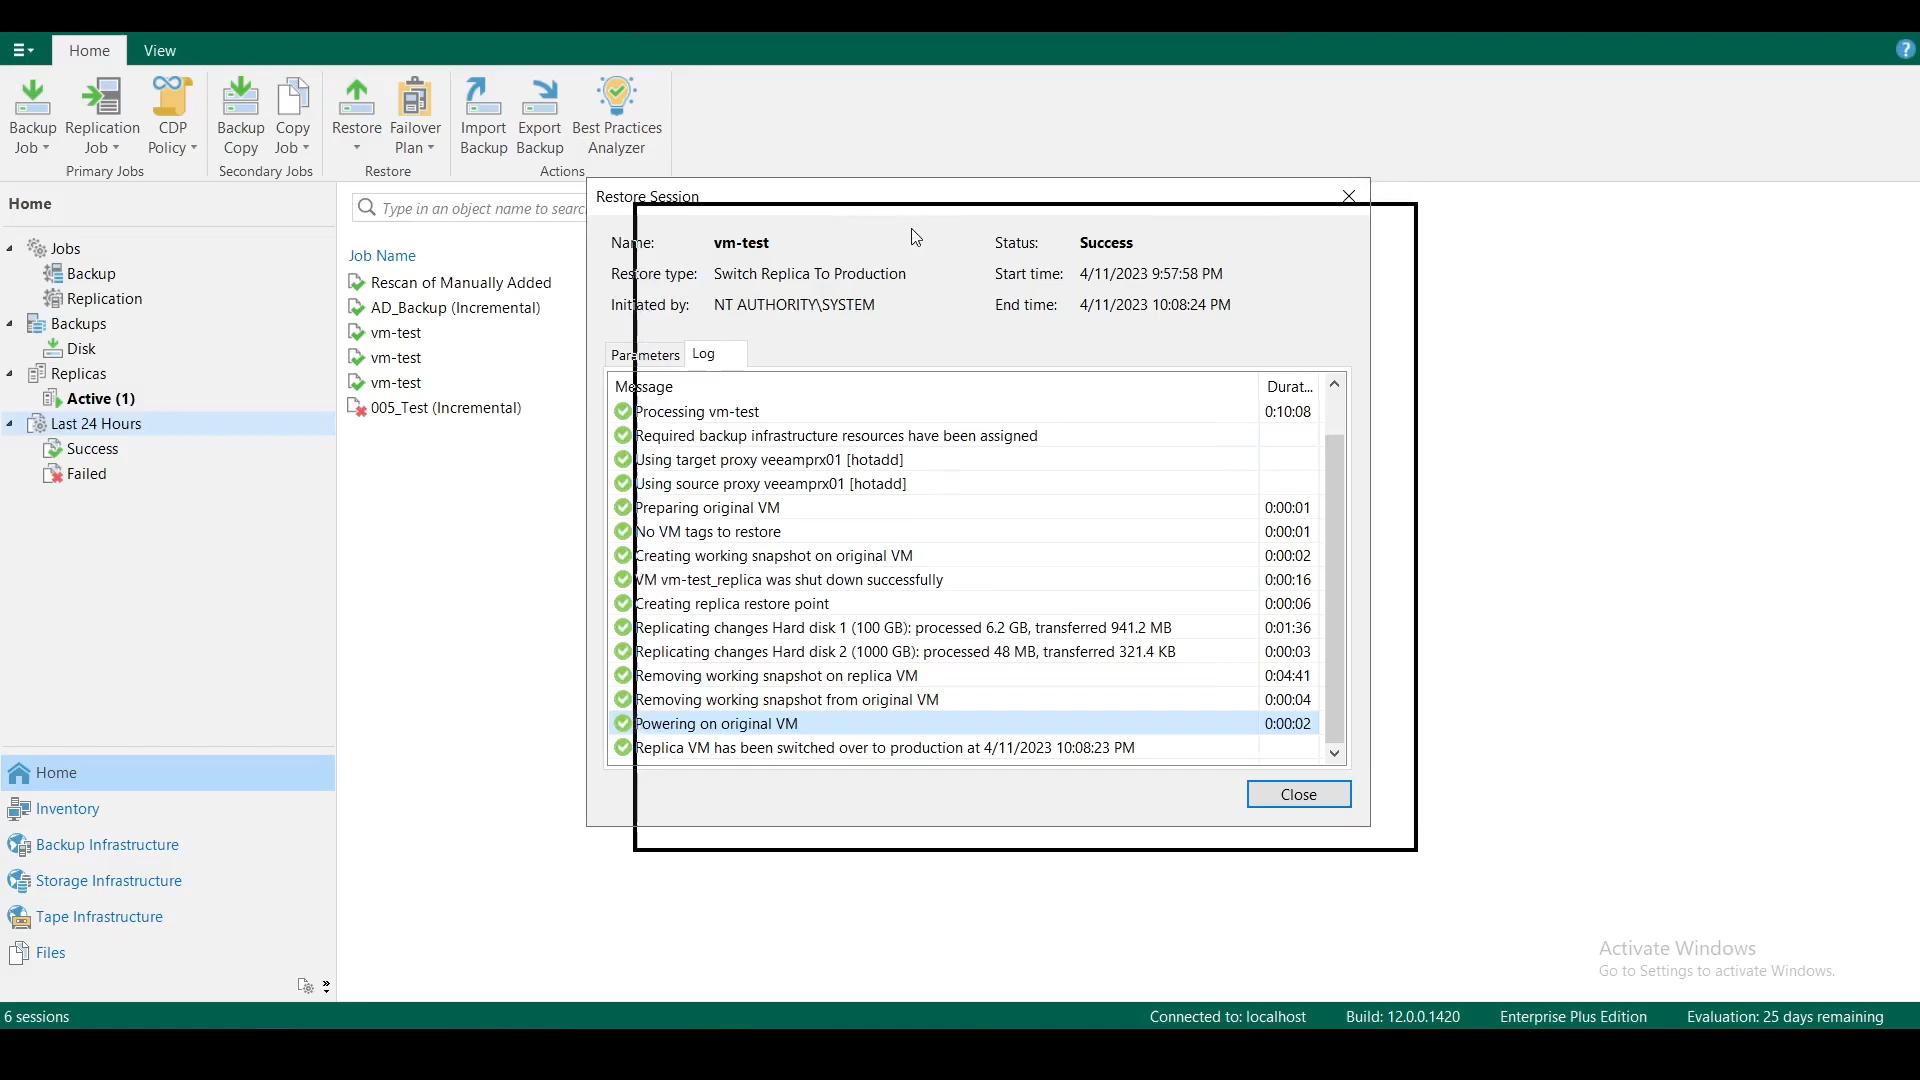 Home
View
Backup
Job
Replication
Job
CDP
Policy
Backup
Copy
Copy
Job
Restore
Failover
Plan
Import
Backup
Export
Backup
Best Practices
Analyzer
Primary Jobs
Secondary Jobs
Restore
Actions
Home
Jobs
Backup
Replication
Backups
Disk
Replicas
Active (1)
Last 24 Hours
Success
Failed
Home
Inventory
Backup Infrastructure
Storage Infrastructure
Tape Infrastructure
Files
Type in an object name to searc
Job Name
Rescan of Manually Added
AD_Backup (Incremental)
vm-test
vm-test
vm-test
005_Test (Incremental)
Restore Session
Name: vm-test
Restore type: Switch Replica To Production
Initiated by: NT AUTHORITY\SYSTEM
Status: Success
Start time: 4/11/2023 9:57:58 PM
End time: 4/11/2023 10:08:24 PM
Parameters Log
Message Durat...
Processing vm-test 0:10:08
Required backup infrastructure resources have been assigned
Using target proxy veeamprx01 [hotadd]
Using source proxy veeamprx01 [hotadd]
Preparing original VM 0:00:01
No VM tags to restore 0:00:01
Creating working snapshot on original VM 0:00:02
VM vm-test_replica was shut down successfully 0:00:16
Creating replica restore point 0:00:06
Replicating changes Hard disk 1 (100 GB): processed 6.2 GB, transferred 941.2 MB 0:01:36
Replicating changes Hard disk 2 (1000 GB): processed 48 MB, transferred 321.4 KB 0:00:03
Removing working snapshot on replica VM 0:04:41
Removing working snapshot from original VM 0:00:04
Powering on original VM 0:00:02
Replica VM has been switched over to production at 4/11/2023 10:08:23 PM
Close
Activate Windows
Go to Settings to activate Windows.
6 sessions
Connected to: localhost
Build: 12.0.0.1420
Enterprise Plus Edition
Evaluation: 25 days remaining